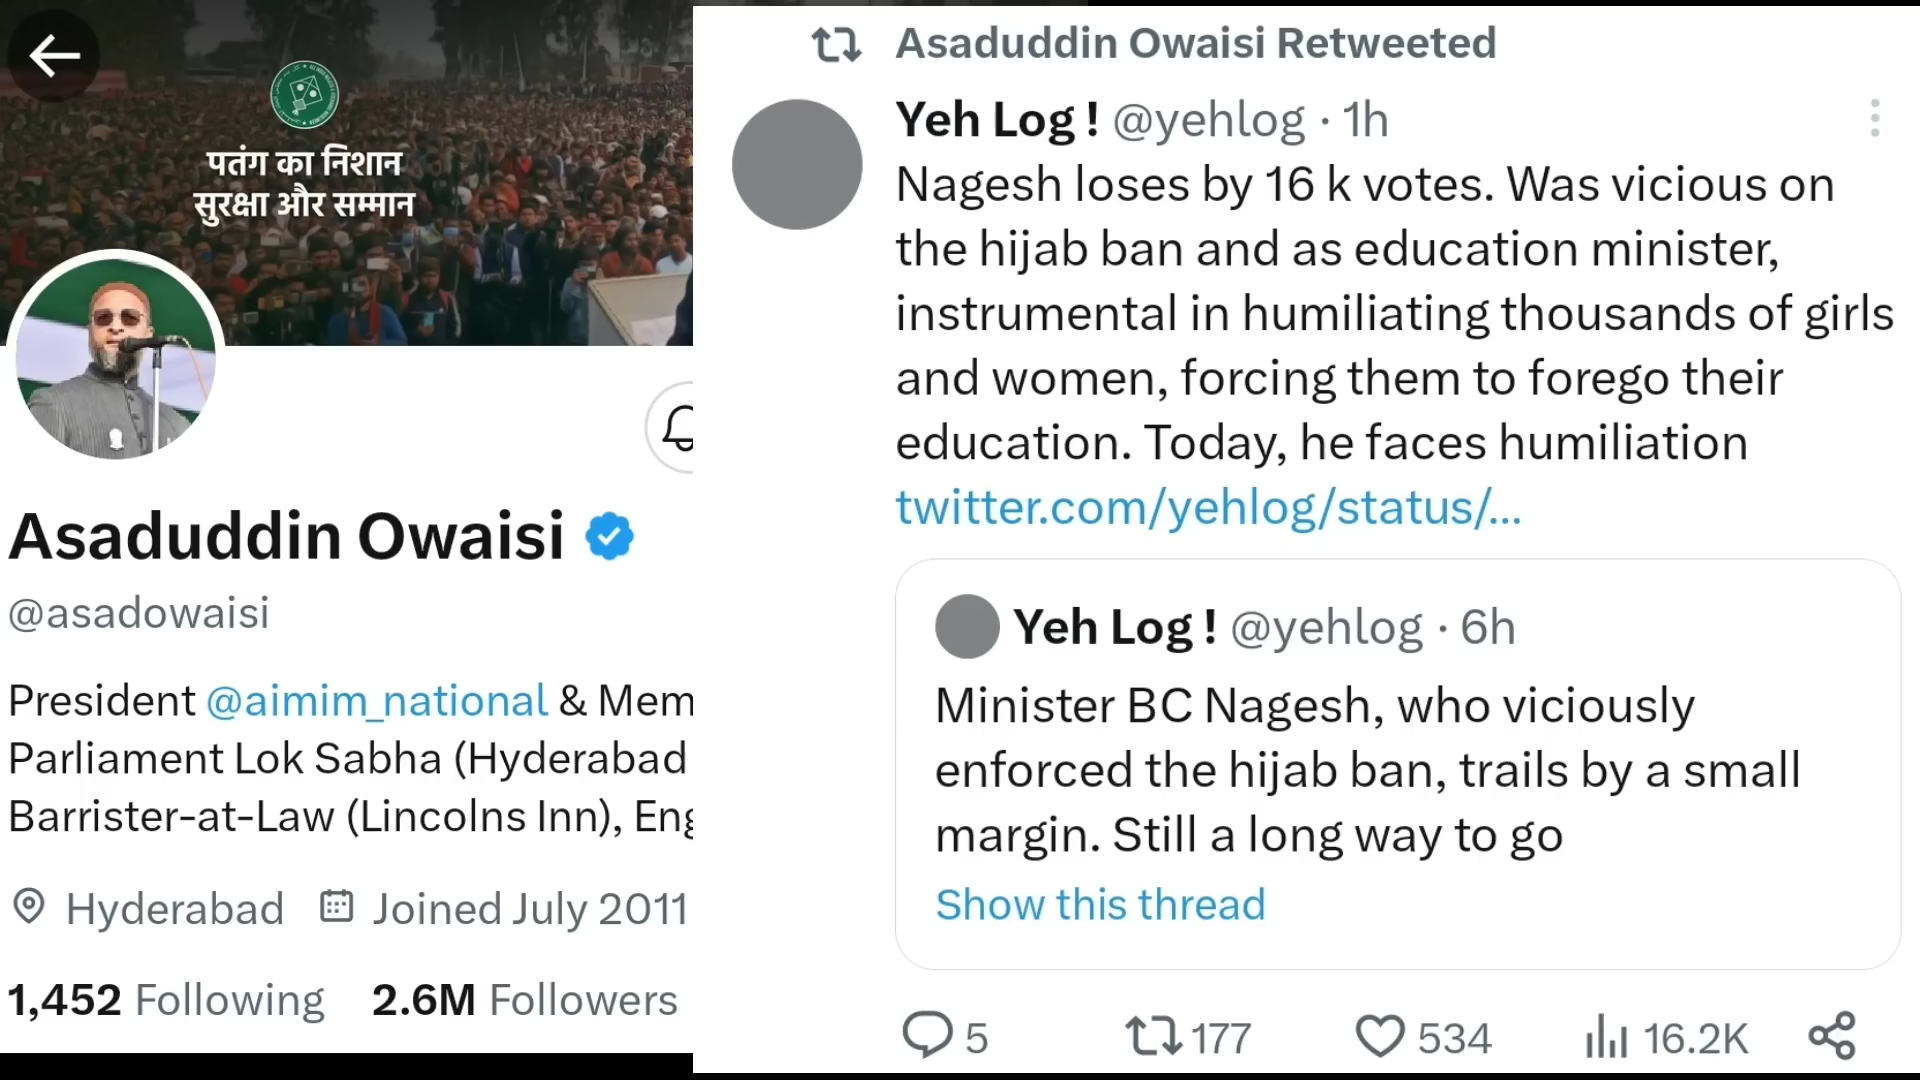 पतंग का निशान
सुरक्षा और सम्मान
Asaduddin Owaisi
@asadowaisi
President @aimim_national & Mem
Parliament Lok Sabha (Hyderabad
Barrister-at-Law (Lincolns Inn), Eng
Hyderabad Joined July 2011
1,452 Following 2.6M Followers
Asaduddin Owaisi Retweeted
Yeh Log ! @yehlog · 1h
Nagesh loses by 16 k votes. Was vicious on
the hijab ban and as education minister,
instrumental in humiliating thousands of girls
and women, forcing them to forego their
education. Today, he faces humiliation
twitter.com/yehlog/status/...
Yeh Log ! @yehlog · 6h
Minister BC Nagesh, who viciously
enforced the hijab ban, trails by a small
margin. Still a long way to go
Show this thread
5 177 534 16.2K